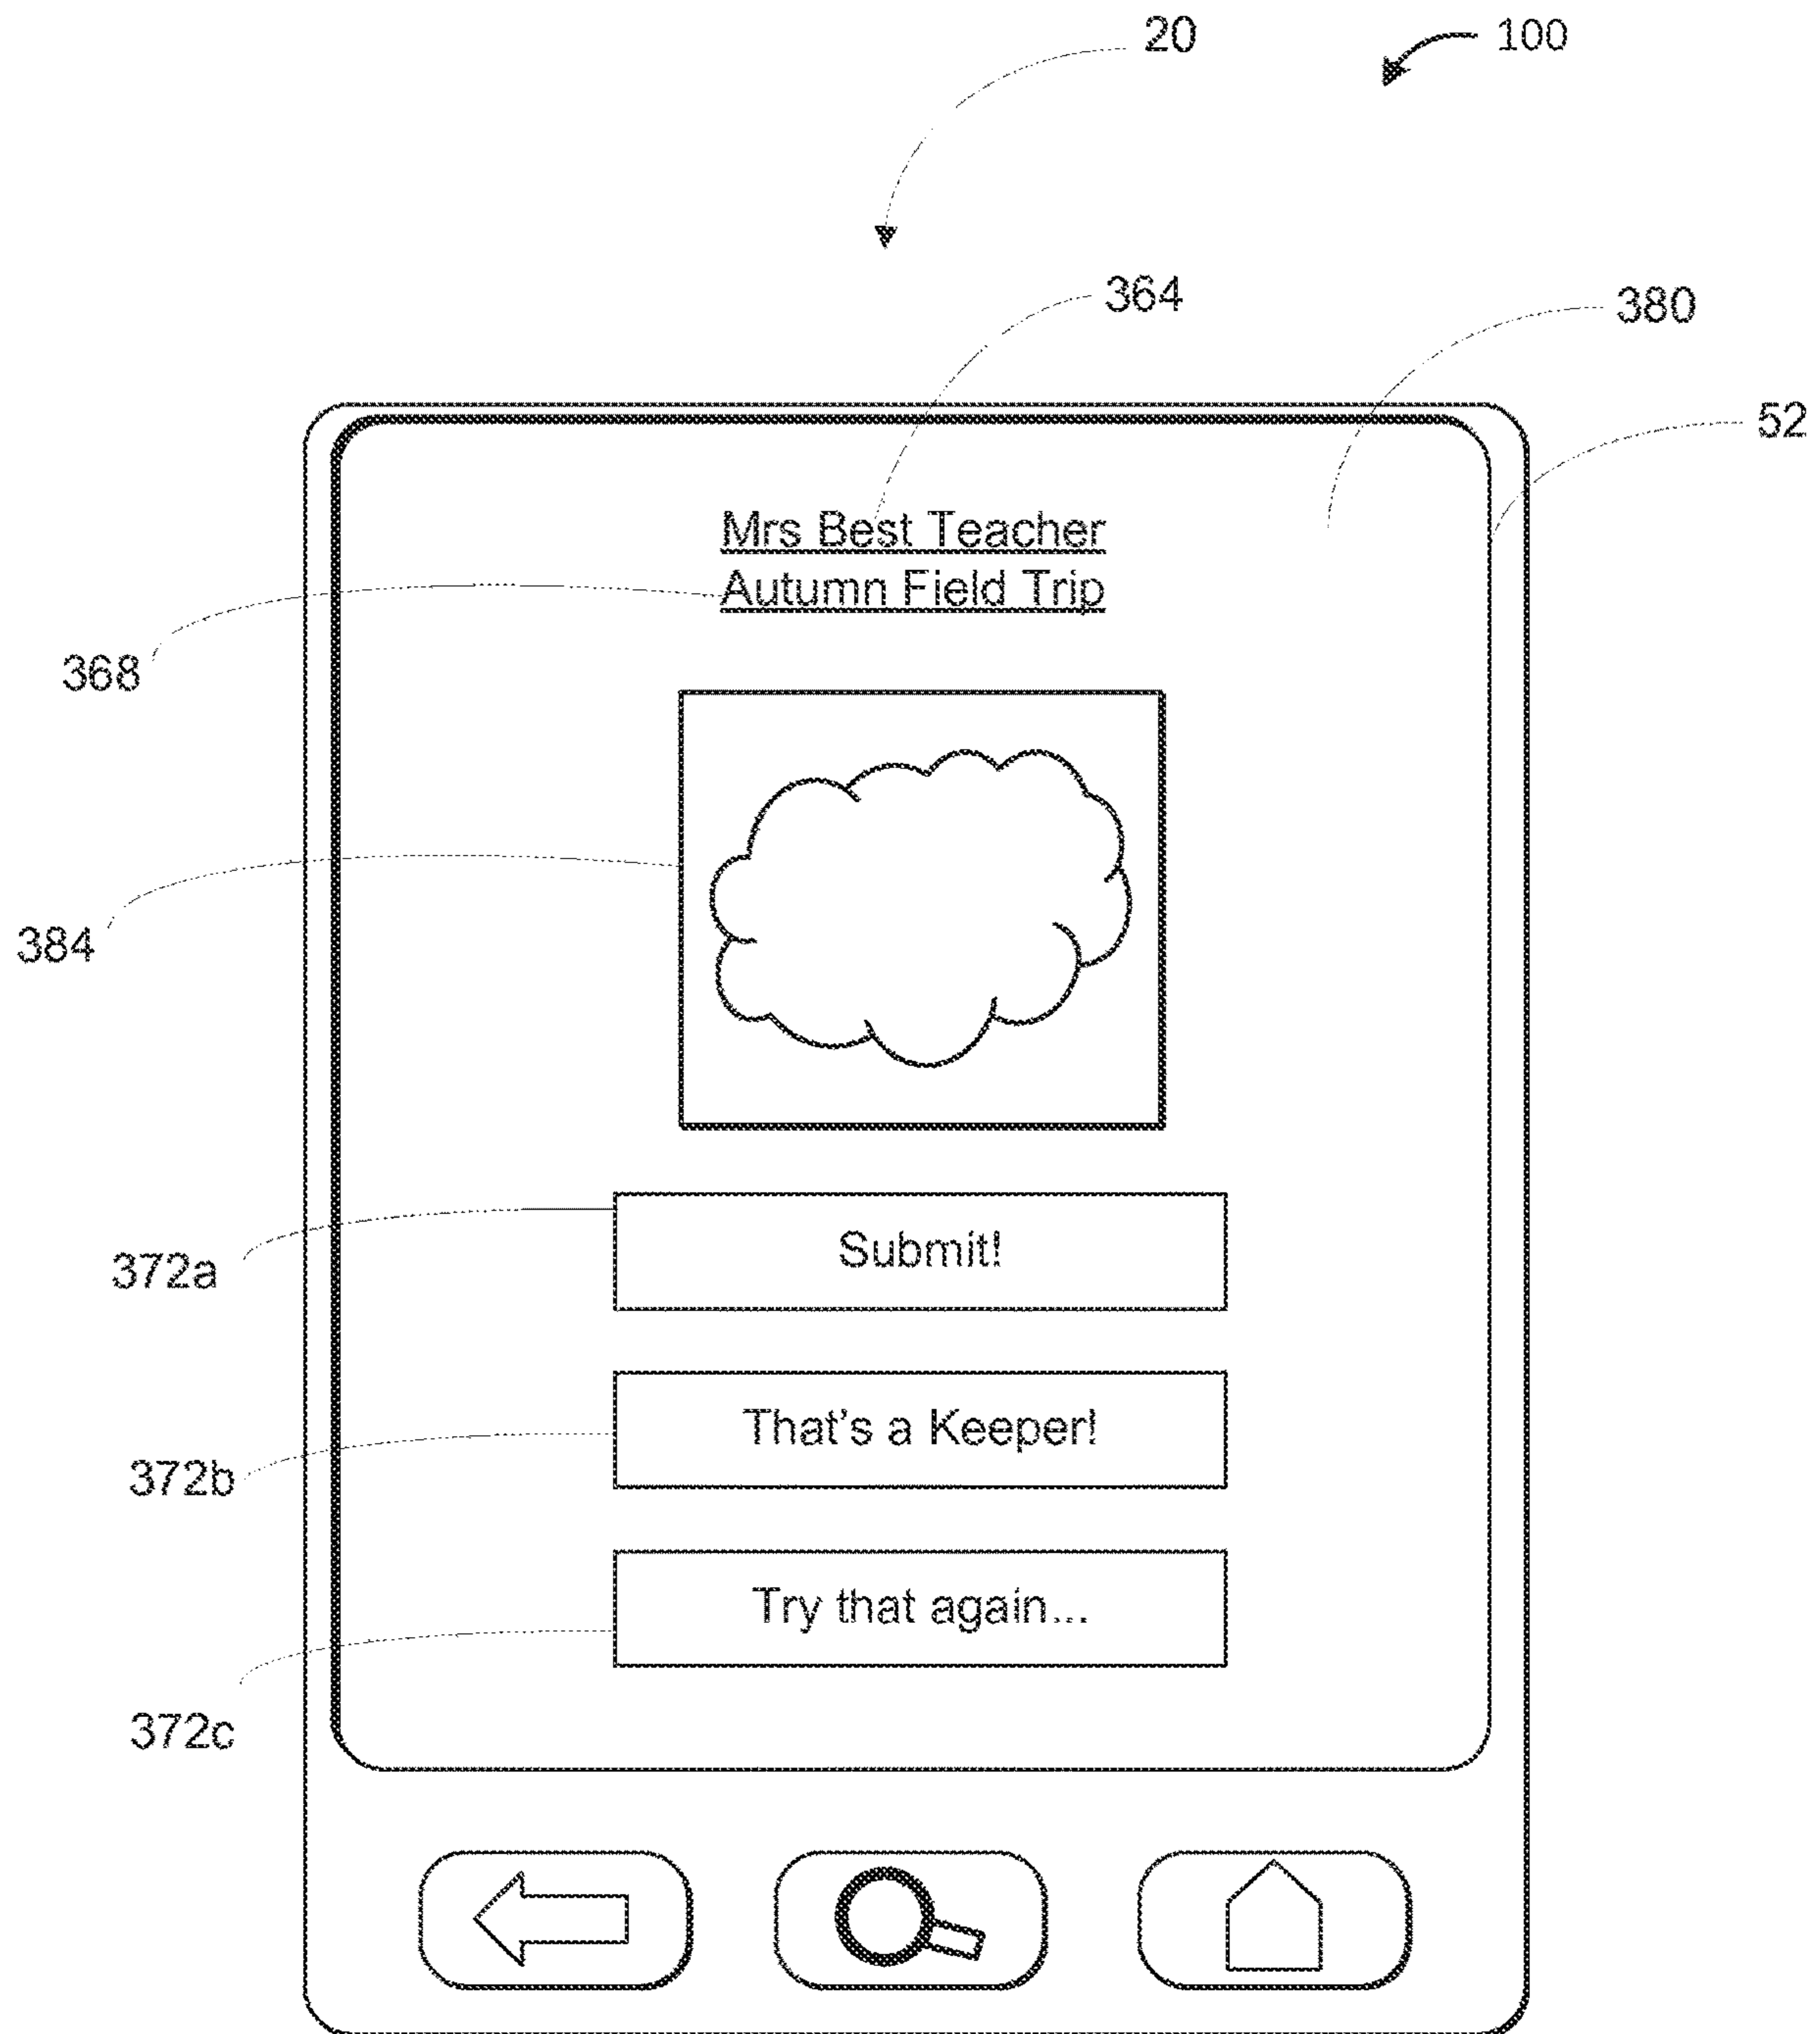 20
100
364
380
52
Mrs Best Teacher
Autumn Field Trip
368
384
372a
Submit!
That's a Keeper!
372b
Try that again...
372c